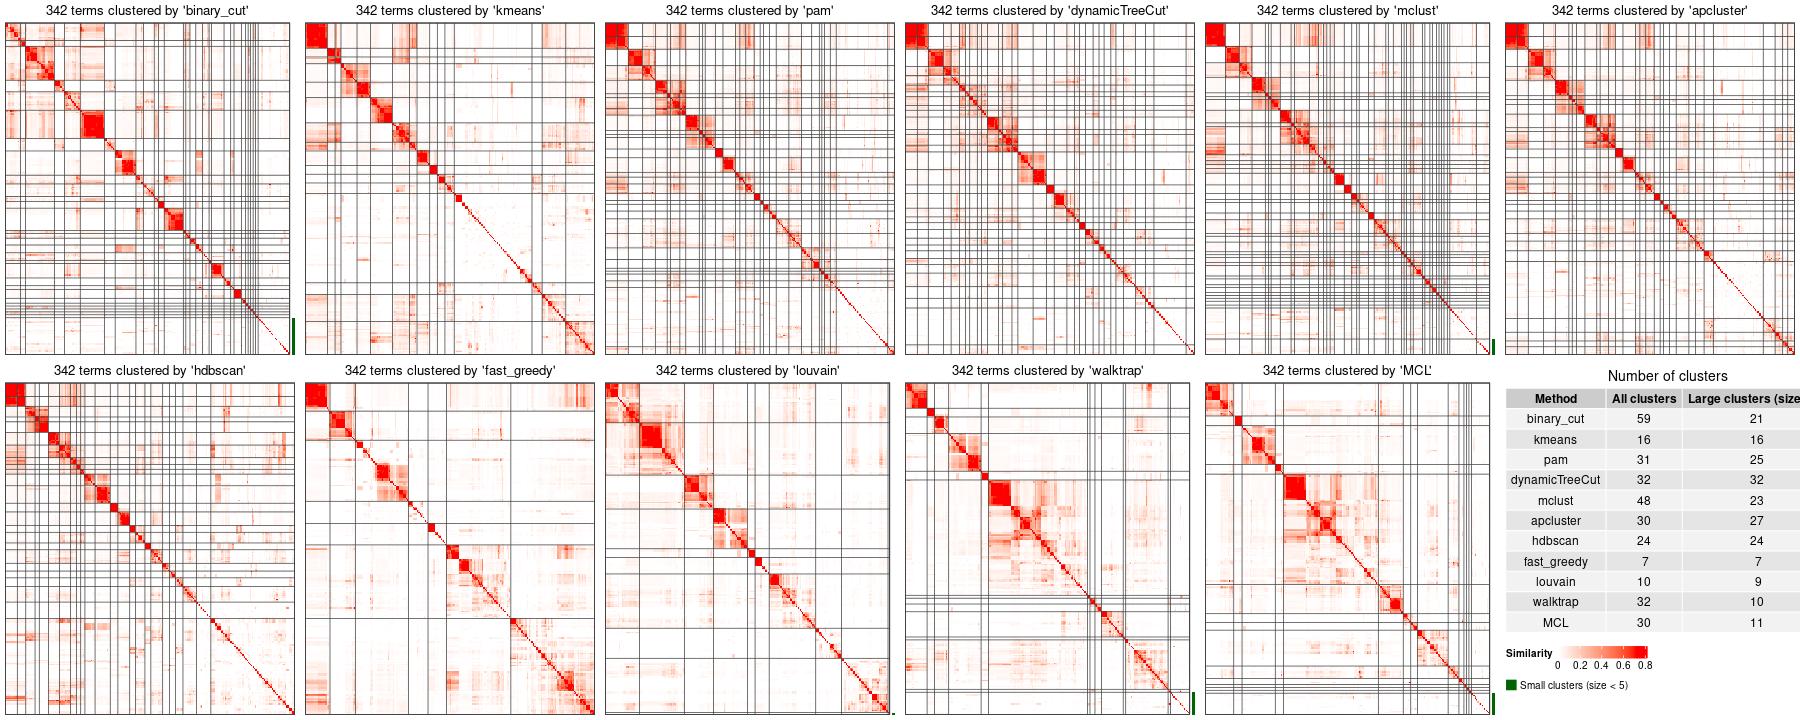 342 terms clustered by 'binary_cut'
342 terms clustered by 'kmeans'
342 terms clustered by 'pam'
342 terms clustered by 'dynamicTreeCut'
342 terms clustered by 'mclust'
342 terms clustered by 'apcluster'
342 terms clustered by 'hdbscan'
342 terms clustered by 'fast_greedy'
342 terms clustered by 'louvain'
342 terms clustered by 'walktrap'
342 terms clustered by 'MCL'
Number of clusters
Method All clusters Large clusters (size
binary_cut 59 21
kmeans 16 16
pam 31 25
dynamicTreeCut 32 32
mclust 48 23
apcluster 30 27
hdbscan 24 24
fast_greedy 7 7
louvain 10 9
walktrap 32 10
MCL 30 11
Similarity
0 0.2 0.4 0.6 0.8
Small clusters (size < 5)